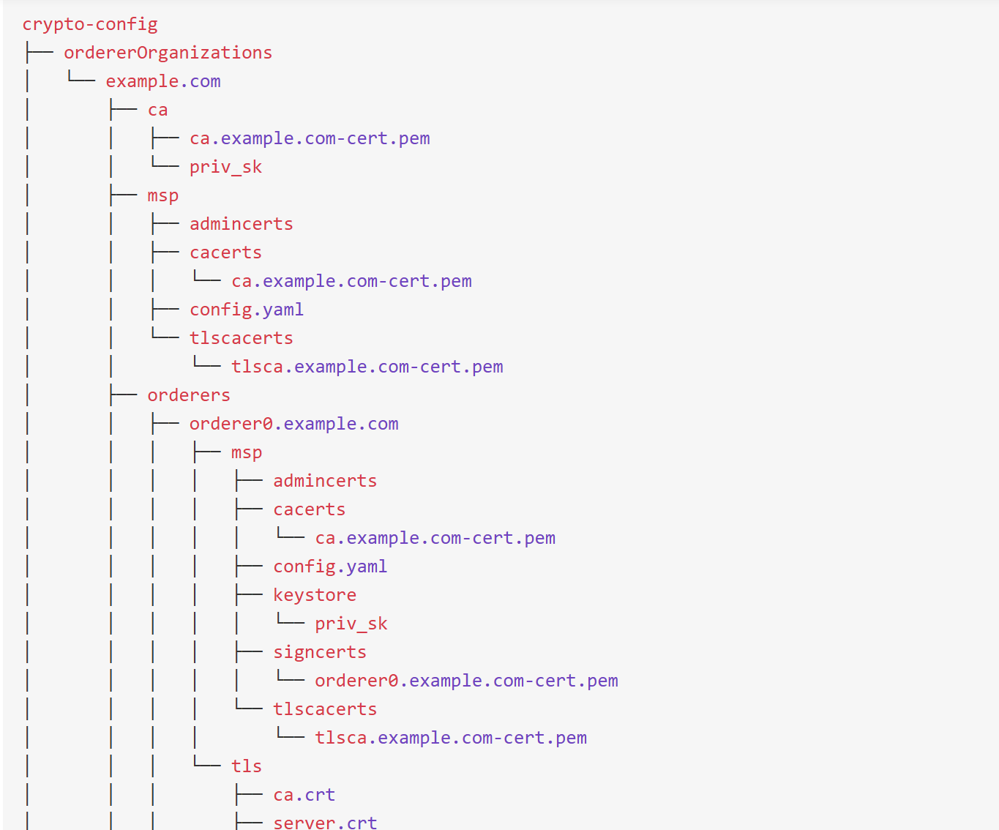 crypto-config
├── ordererOrganizations
│   └── example.com
│       ├── ca
│       │   ├── ca.example.com-cert.pem
│       │   └── priv_sk
│       ├── msp
│       │   ├── admincerts
│       │   ├── cacerts
│       │   │   └── ca.example.com-cert.pem
│       │   ├── config.yaml
│       │   └── tlscacerts
│       │       └── tlsca.example.com-cert.pem
│       ├── orderers
│       │   ├── orderer0.example.com
│       │   │   ├── msp
│       │   │   │   ├── admincerts
│       │   │   │   ├── cacerts
│       │   │   │   │   └── ca.example.com-cert.pem
│       │   │   │   ├── config.yaml
│       │   │   │   ├── keystore
│       │   │   │   │   └── priv_sk
│       │   │   │   ├── signcerts
│       │   │   │   │   └── orderer0.example.com-cert.pem
│       │   │   │   └── tlscacerts
│       │   │   │       └── tlsca.example.com-cert.pem
│       │   │   └── tls
│       │   │       ├── ca.crt
│       │   │       ├── server.crt